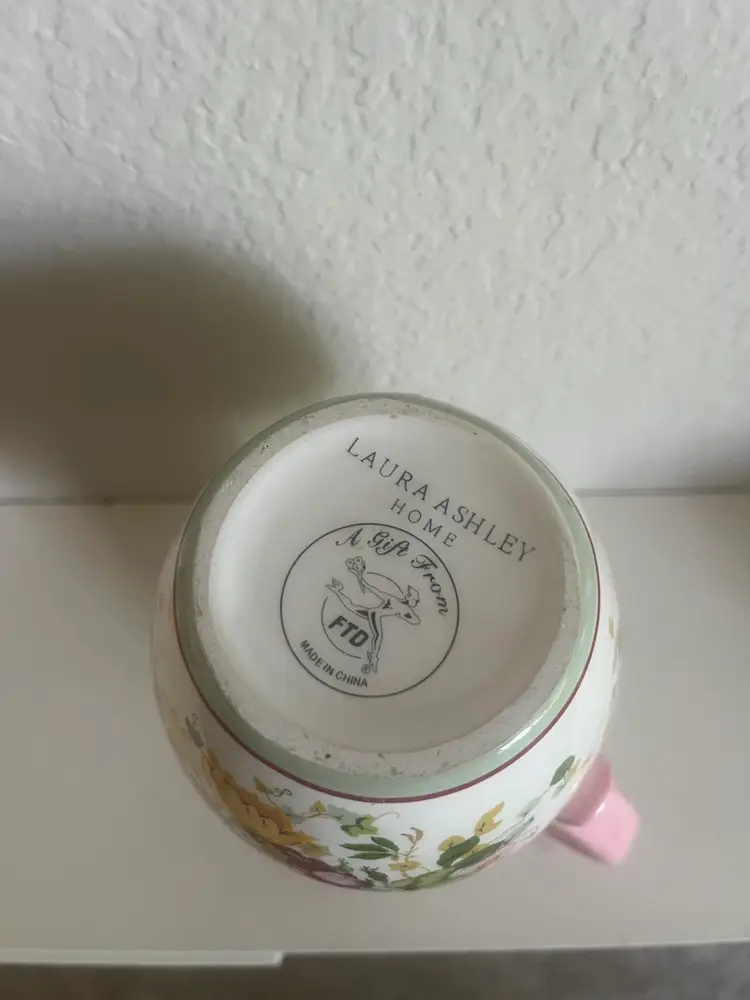 LAURA ASHLEY
HOME
A Gift From
FTD
®
MADE IN CHINA